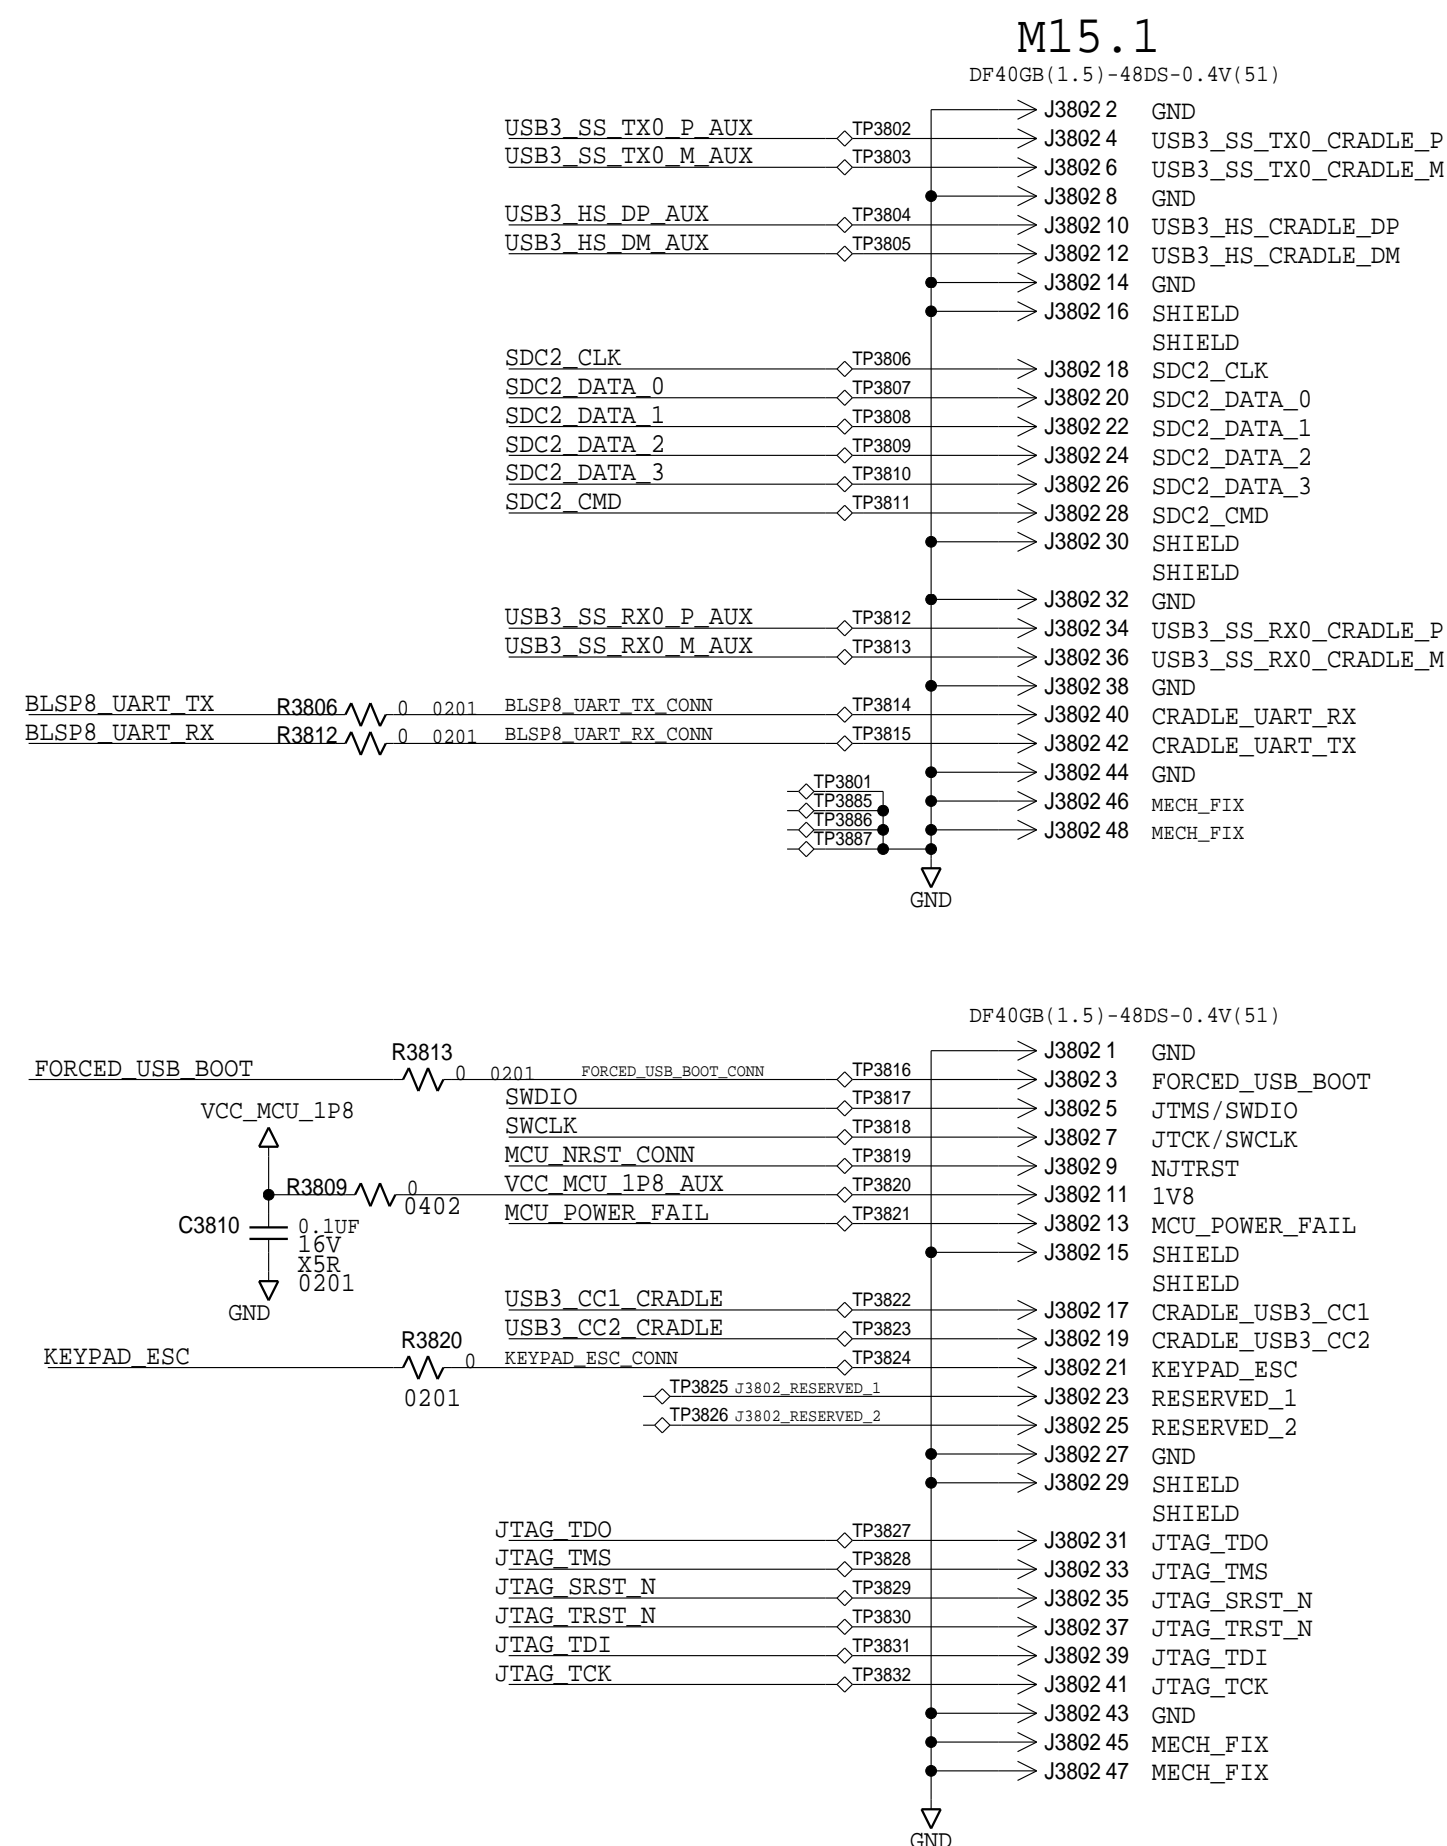 M15.1
DF40GB(1.5)-48DS-0.4V(51)
J3802 2 GND
USB3_SS_TX0_P_AUX TP3802 J3802 4 USB3_SS_TX0_CRADLE_P
USB3_SS_TX0_M_AUX TP3803 J3802 6 USB3_SS_TX0_CRADLE_M
J3802 8 GND
USB3_HS_DP_AUX TP3804 J3802 10 USB3_HS_CRADLE_DP
USB3_HS_DM_AUX TP3805 J3802 12 USB3_HS_CRADLE_DM
J3802 14 GND
J3802 16 SHIELD
SHIELD
SDC2_CLK TP3806 J3802 18 SDC2_CLK
SDC2_DATA_0 TP3807 J3802 20 SDC2_DATA_0
SDC2_DATA_1 TP3808 J3802 22 SDC2_DATA_1
SDC2_DATA_2 TP3809 J3802 24 SDC2_DATA_2
SDC2_DATA_3 TP3810 J3802 26 SDC2_DATA_3
SDC2_CMD TP3811 J3802 28 SDC2_CMD
J3802 30 SHIELD
SHIELD
J3802 32 GND
USB3_SS_RX0_P_AUX TP3812 J3802 34 USB3_SS_RX0_CRADLE_P
USB3_SS_RX0_M_AUX TP3813 J3802 36 USB3_SS_RX0_CRADLE_M
J3802 38 GND
BLSP8_UART_TX R3806 0 0201 BLSP8_UART_TX_CONN TP3814 J3802 40 CRADLE_UART_RX
BLSP8_UART_RX R3812 0 0201 BLSP8_UART_RX_CONN TP3815 J3802 42 CRADLE_UART_TX
J3802 44 GND
TP3801 J3802 46 MECH_FIX
TP3885
TP3886 J3802 48 MECH_FIX
TP3887
GND
DF40GB(1.5)-48DS-0.4V(51)
J3802 1 GND
FORCED_USB_BOOT R3813 0 0201 FORCED_USB_BOOT_CONN TP3816 J3802 3 FORCED_USB_BOOT
SWDIO TP3817 J3802 5 JTMS/SWDIO
VCC_MCU_1P8
SWCLK TP3818 J3802 7 JTCK/SWCLK
MCU_NRST_CONN TP3819 J3802 9 NJTRST
R3809 0 0402 VCC_MCU_1P8_AUX TP3820 J3802 11 1V8
MCU_POWER_FAIL TP3821 J3802 13 MCU_POWER_FAIL
C3810 0.1UF
16V
X5R
0201
GND
J3802 15 SHIELD
SHIELD
USB3_CC1_CRADLE TP3822 J3802 17 CRADLE_USB3_CC1
USB3_CC2_CRADLE TP3823 J3802 19 CRADLE_USB3_CC2
KEYPAD_ESC R3820 0 0201 KEYPAD_ESC_CONN TP3824 J3802 21 KEYPAD_ESC
TP3825 J3802_RESERVED_1 J3802 23 RESERVED_1
TP3826 J3802_RESERVED_2 J3802 25 RESERVED_2
J3802 27 GND
J3802 29 SHIELD
SHIELD
JTAG_TDO TP3827 J3802 31 JTAG_TDO
JTAG_TMS TP3828 J3802 33 JTAG_TMS
JTAG_SRST_N TP3829 J3802 35 JTAG_SRST_N
JTAG_TRST_N TP3830 J3802 37 JTAG_TRST_N
JTAG_TDI TP3831 J3802 39 JTAG_TDI
JTAG_TCK TP3832 J3802 41 JTAG_TCK
J3802 43 GND
J3802 45 MECH_FIX
J3802 47 MECH_FIX
GND